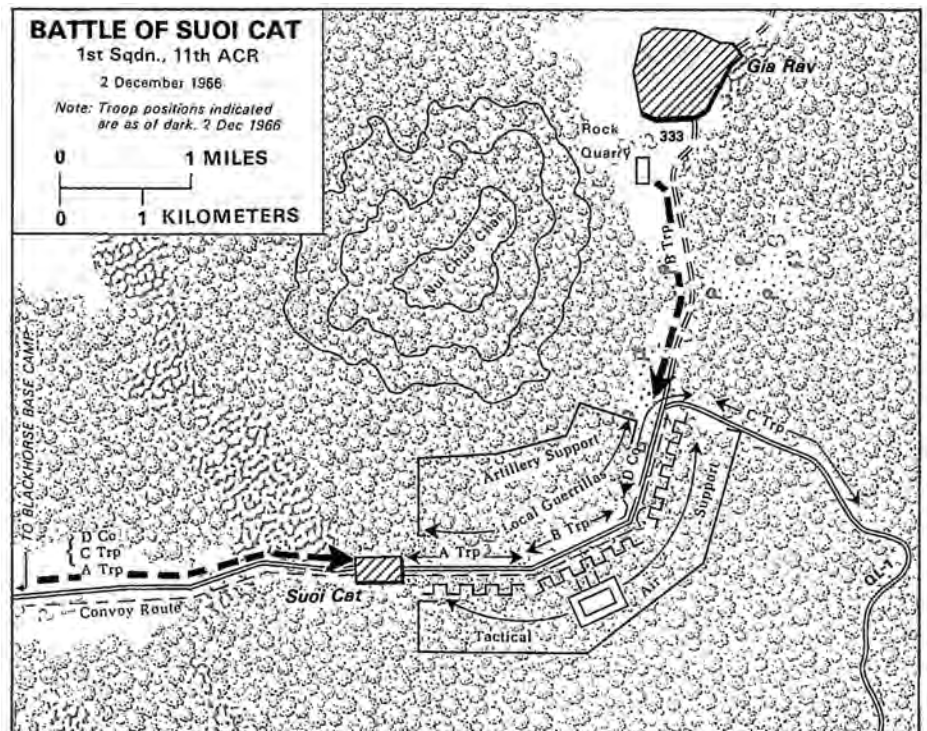 BATTLE OF SUOI CAT
1st Sqdn., 11th ACR
2 December 1966
Note: Troop positions indicated
are as of dark, 2 Dec 1966
0 1 MILES
0 1 KILOMETERS
Gia Rav
Rock
Quarry
333
B Trp
Nui Chua Chan
TO BLACKHORSE BASE CAMP
Artillery Support
Local Guerrillas
D Co
C Trp
Support
B Trp
A Trp
D Co
C Trp
A Trp
Suoi Cat
Convoy Route
Air
Tactical
QL-1